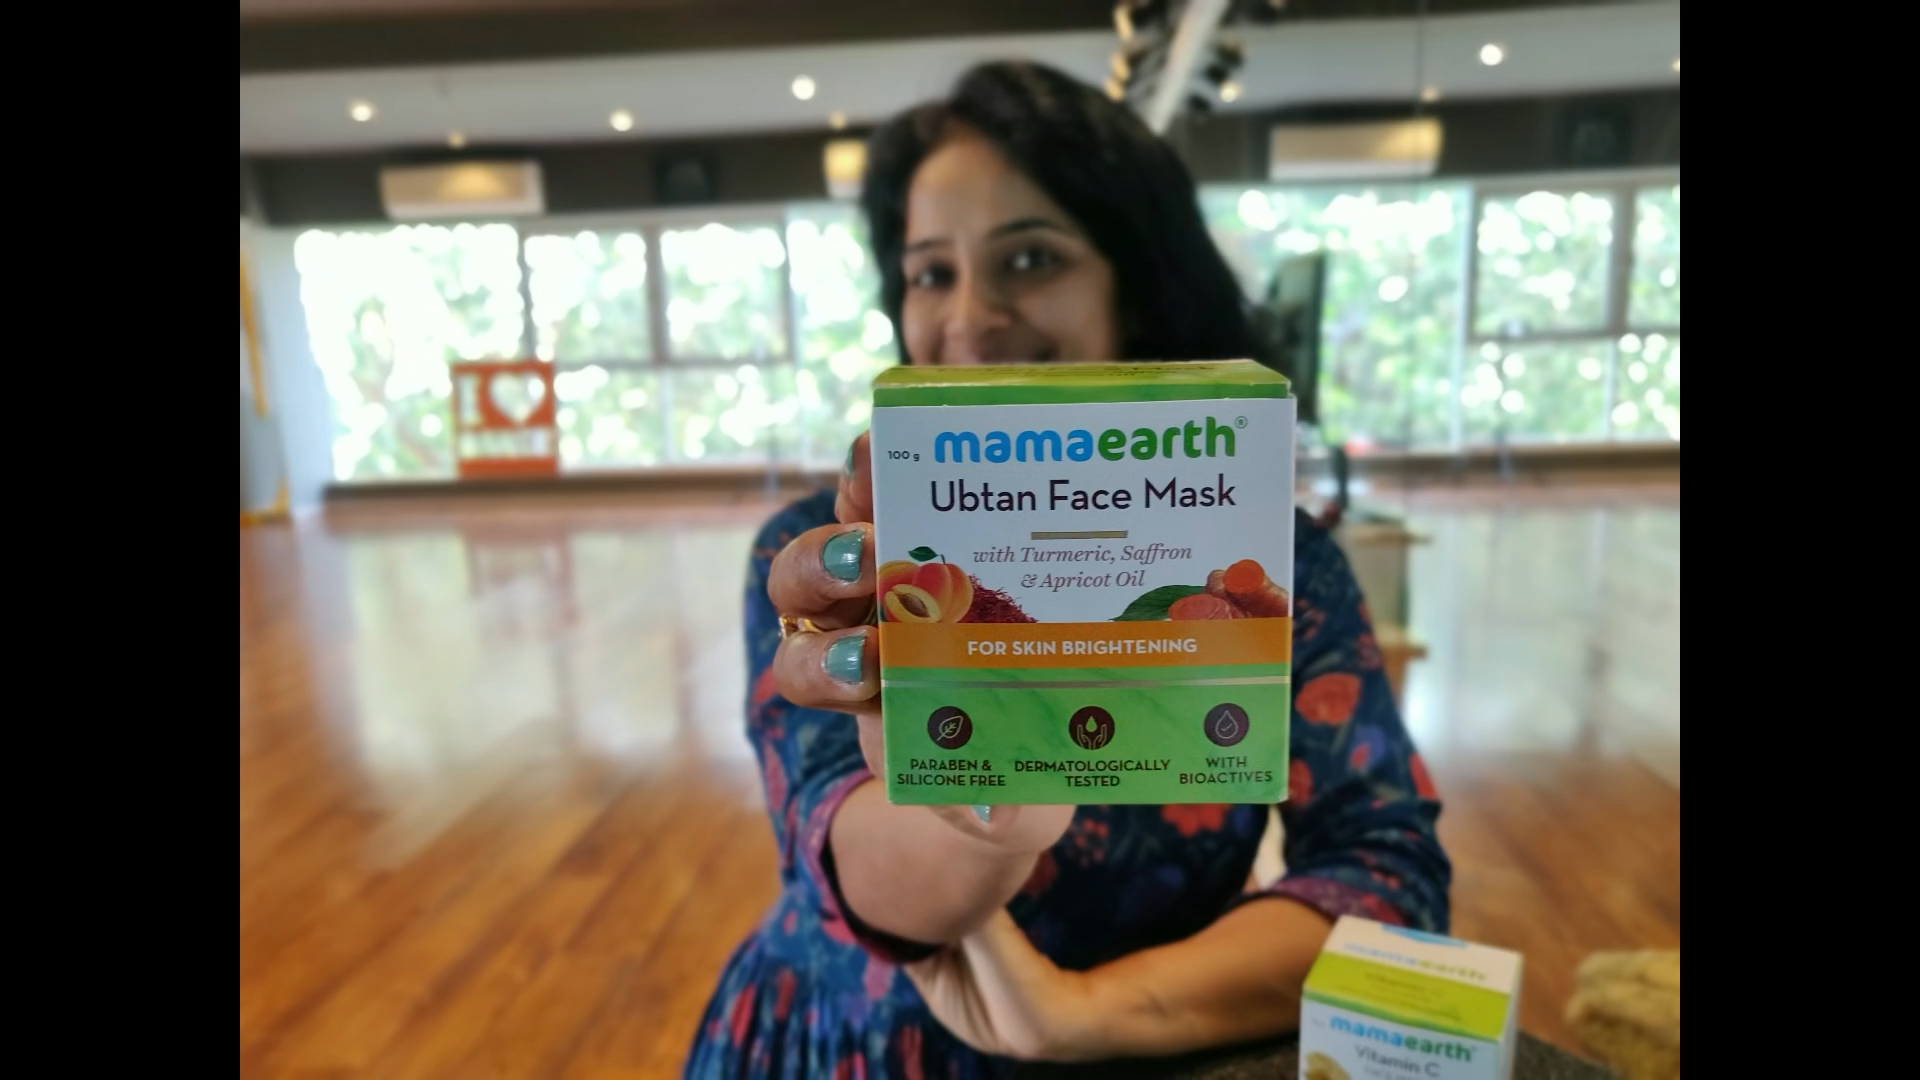 100 g mamaearth®
Ubtan Face Mask
with Turmeric, Saffron
& Apricot Oil
FOR SKIN BRIGHTENING
PARABEN &
SILICONE FREE
DERMATOLOGICALLY
TESTED
WITH
BIOACTIVES
I
mamaearth
mamaearth
Vitamin C